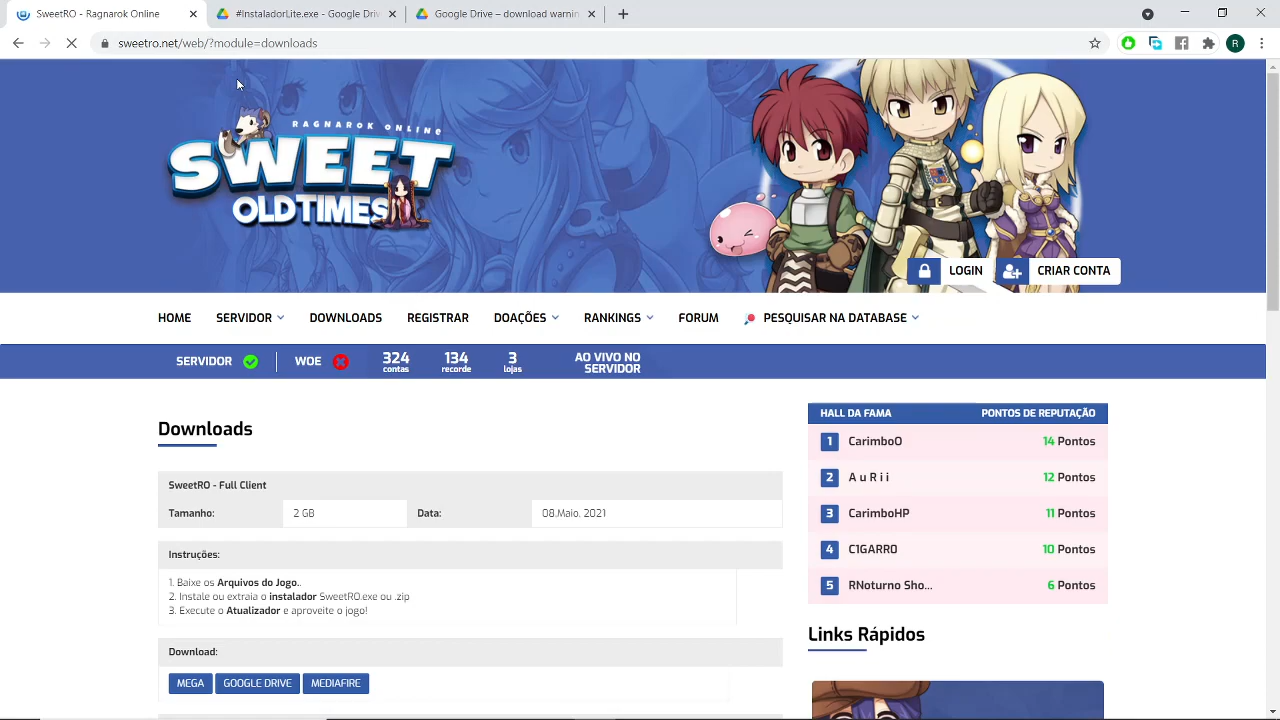 SweetRO - Ragnarok Online
#InstaladorLite.exe - Google Driv
Google Drive – download warnin
sweetro.net/web/?module=downloads
R
RAGNAROK ONLINE
SWEET
OLDTIMES
LOGIN
CRIAR CONTA
HOME
SERVIDOR
DOWNLOADS
REGISTRAR
DOAÇÕES
RANKINGS
FORUM
PESQUISAR NA DATABASE
SERVIDOR
WOE
324
contas
134
recorde
3
lojas
AO VIVO NO
SERVIDOR
Downloads
SweetRO - Full Client
Tamanho: 2 GB Data: 08.Maio. 2021
Instruções:
1. Baixe os Arquivos do Jogo..
2. Instale ou extraia o instalador SweetRO.exe ou .zip
3. Execute o Atualizador e aproveite o jogo!
Download:
MEGA GOOGLE DRIVE MEDIAFIRE
HALL DA FAMA PONTOS DE REPUTAÇÃO
1 CarimboO 14 Pontos
2 A u R i i 12 Pontos
3 CarimboHP 11 Pontos
4 C1GARR0 10 Pontos
5 RNoturno Sho... 6 Pontos
Links Rápidos